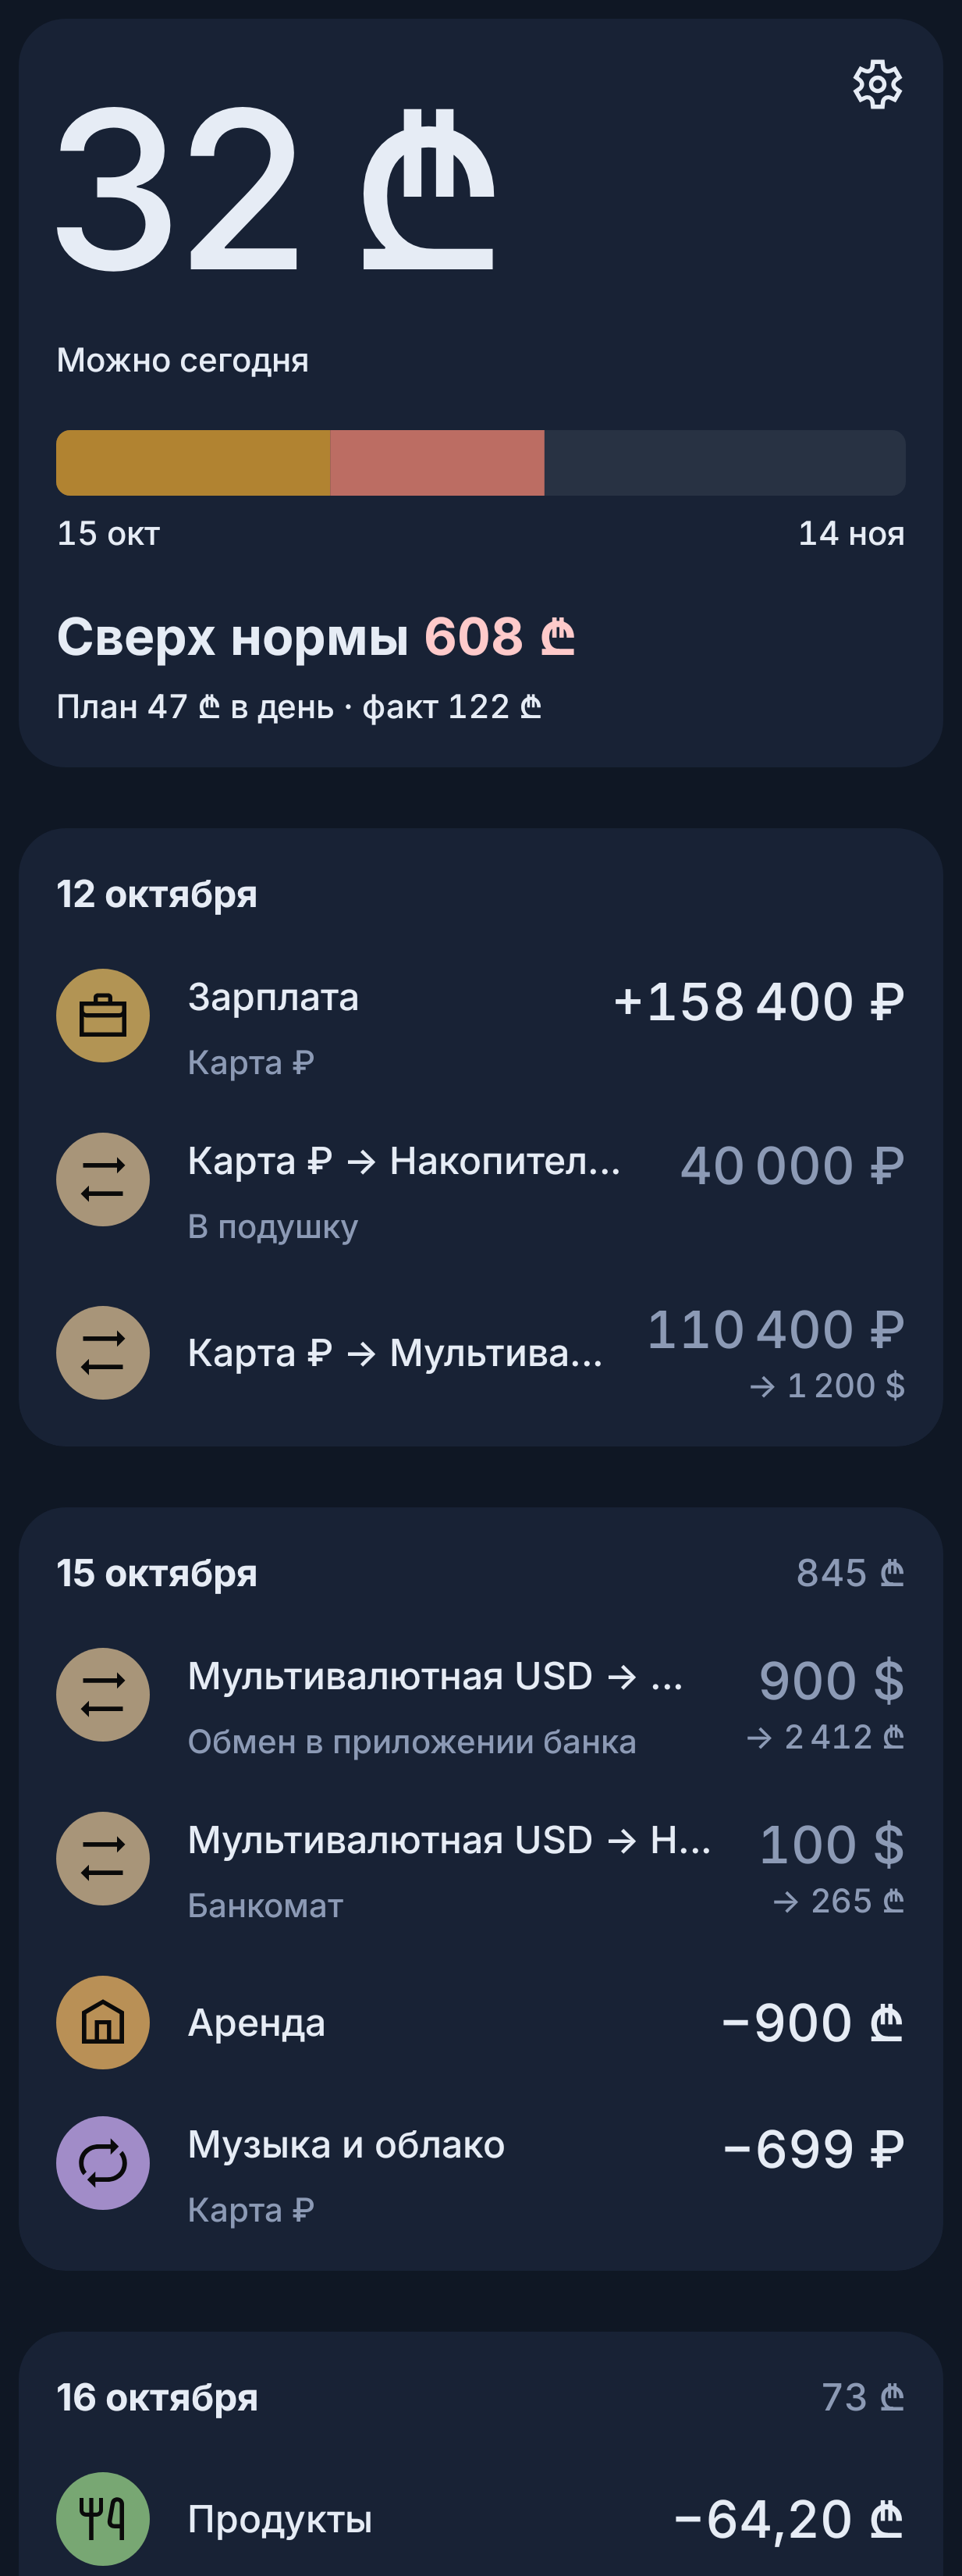 32 ₾
Можно сегодня
15 окт 14 ноя
Сверх нормы 608 ₾
План 47 ₾ в день · факт 122 ₾
12 октября
Зарплата +158 400 ₽
Карта ₽
Карта ₽ → Накопител... 40 000 ₽
В подушку
110 400 ₽
Карта ₽ → Мультива...
→ 1 200 $
15 октября 845 ₾
Мультивалютная USD → ... 900 $
Обмен в приложении банка → 2 412 ₾
Мультивалютная USD → Н... 100 $
Банкомат → 265 ₾
Аренда −900 ₾
Музыка и облако −699 ₽
Карта ₽
16 октября 73 ₾
Продукты −64,20 ₾